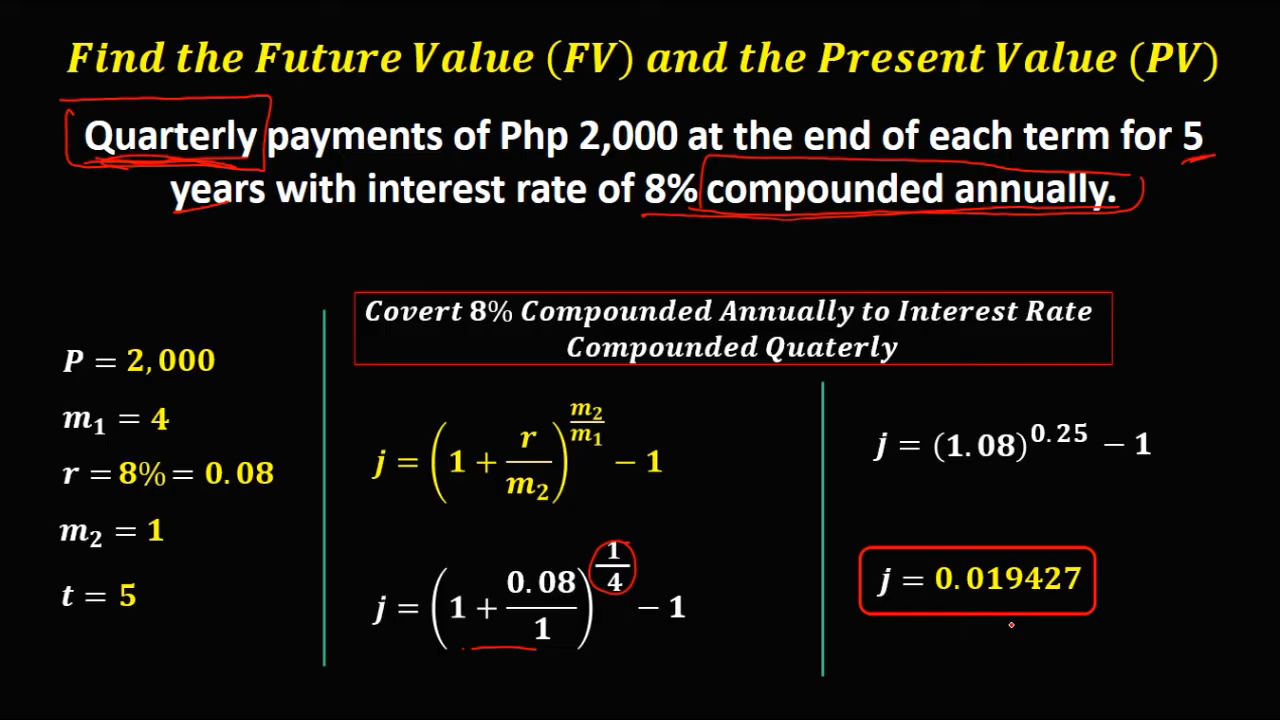 Find the Future Value (FV) and the Present Value (PV)
Quarterly payments of Php 2,000 at the end of each term for 5
years with interest rate of 8% compounded annually.
Covert 8% Compounded Annually to Interest Rate
Compounded Quaterly
P = 2,000
m₁ = 4
r = 8% = 0.08
m₂ = 1
t = 5
j = (1 + r/m₂)^(m₂/m₁) − 1
j = (1 + 0.08/1)^(1/4) − 1
j = (1.08)^0.25 − 1
j = 0.019427